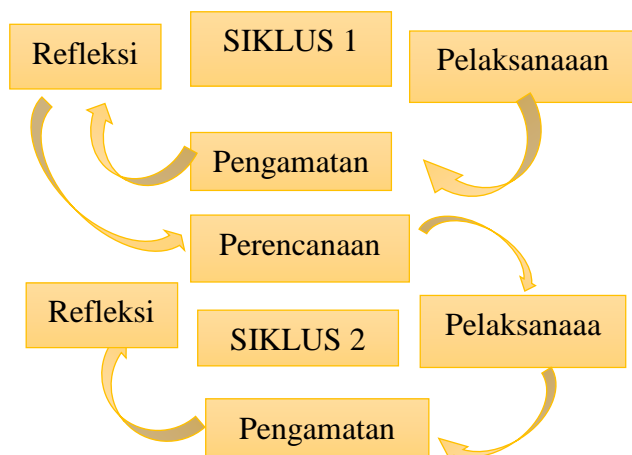 Refleksi
SIKLUS 1
Pelaksanaaan
Pengamatan
Perencanaan
Refleksi
SIKLUS 2
Pelaksanaaa
Pengamatan